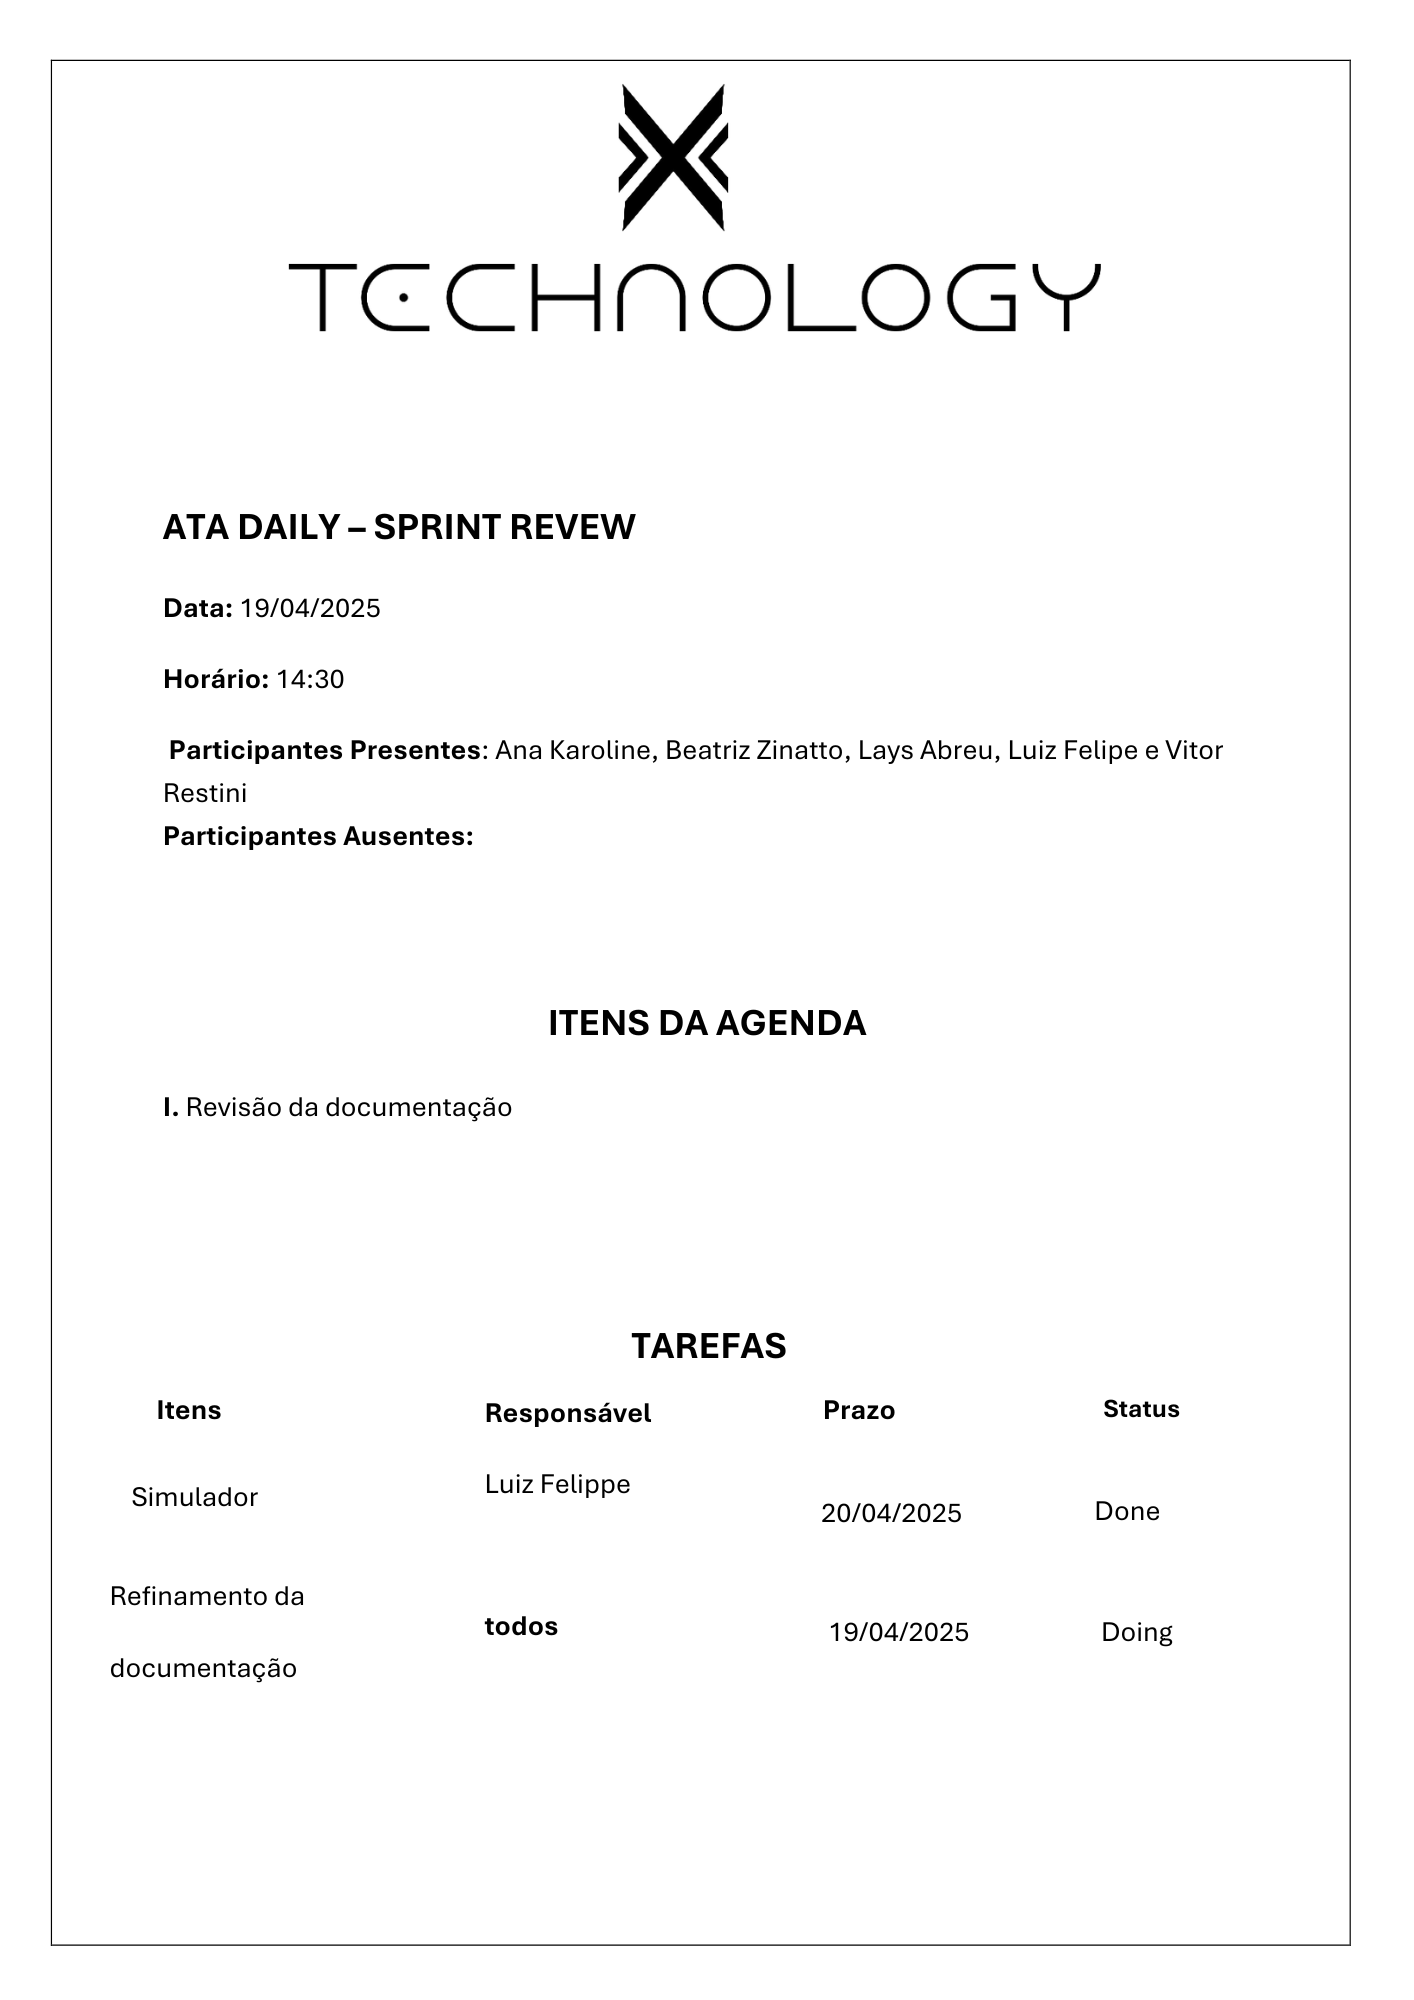 X
TECHNOLOGY
ATA DAILY – SPRINT REVEW
Data: 19/04/2025
Horário: 14:30
Participantes Presentes: Ana Karoline, Beatriz Zinatto, Lays Abreu, Luiz Felipe e Vitor
Restini
Participantes Ausentes:
ITENS DA AGENDA
I. Revisão da documentação
TAREFAS
Itens Responsável Prazo Status
Simulador Luiz Felippe 20/04/2025 Done
Refinamento da
todos 19/04/2025 Doing
documentação